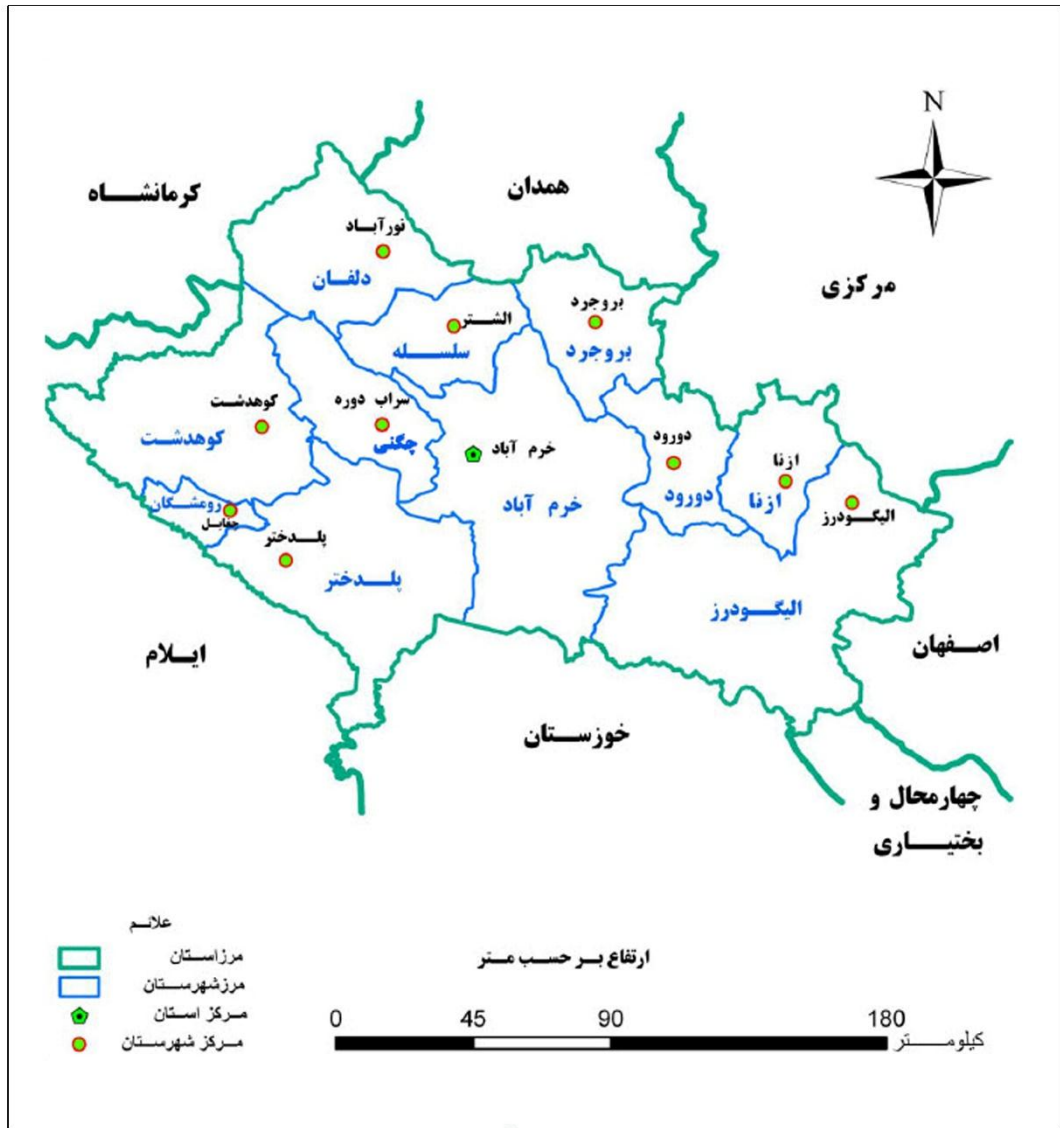 N
همدان
کرمانشاه
مرکزی
نورآباد
دلفان
بروجرد
بروجرد
الشتر
سلسله
سراب دوره
چگنی
کوهدشت
کوهدشت
خرم آباد
خرم آباد
دورود
دورود
ازنا
ازنا
الیگودرز
الیگودرز
رومشکان
چغابل
پلدختر
پلدختر
ایلام
اصفهان
خوزستان
چهارمحال و
بختیاری
علائم
مرزاستان
مرزشهرستان
مرکز استان
مرکز شهرستان
ارتفاع بر حسب متر
0 45 90 180
کیلومتر